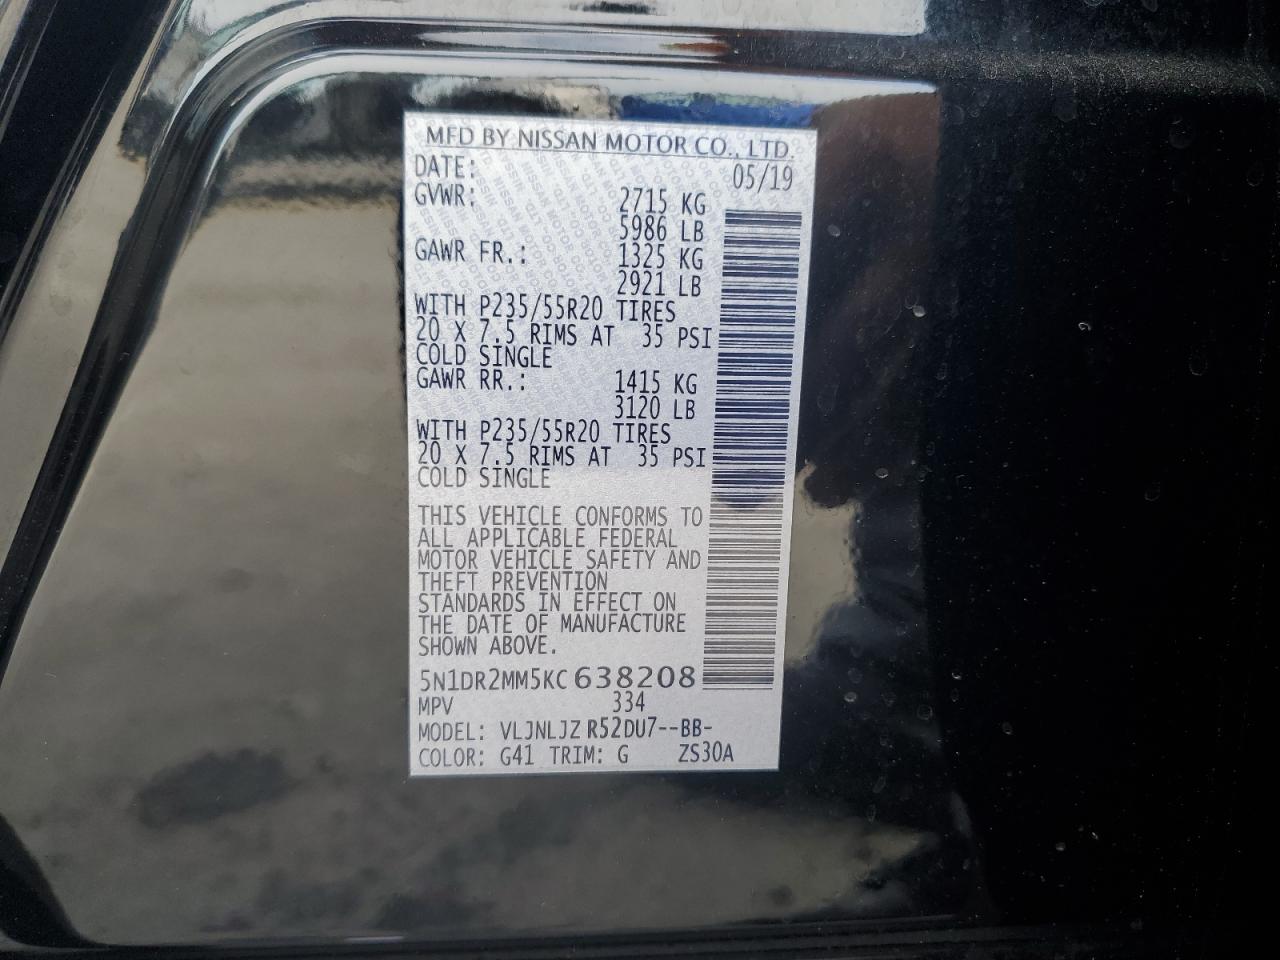 MFD BY NISSAN MOTOR CO., LTD.
DATE: 05/19
GVWR: 2715 KG
5986 LB
GAWR FR.: 1325 KG
2921 LB
WITH P235/55R20 TIRES
20 X 7.5 RIMS AT 35 PSI
COLD SINGLE
GAWR RR.: 1415 KG
3120 LB
WITH P235/55R20 TIRES
20 X 7.5 RIMS AT 35 PSI
COLD SINGLE
THIS VEHICLE CONFORMS TO
ALL APPLICABLE FEDERAL
MOTOR VEHICLE SAFETY AND
THEFT PREVENTION
STANDARDS IN EFFECT ON
THE DATE OF MANUFACTURE
SHOWN ABOVE.
5N1DR2MM5KC638208
MPV 334
MODEL: VLJNLJZ R52DU7--BB-
COLOR: G41 TRIM: G ZS30A